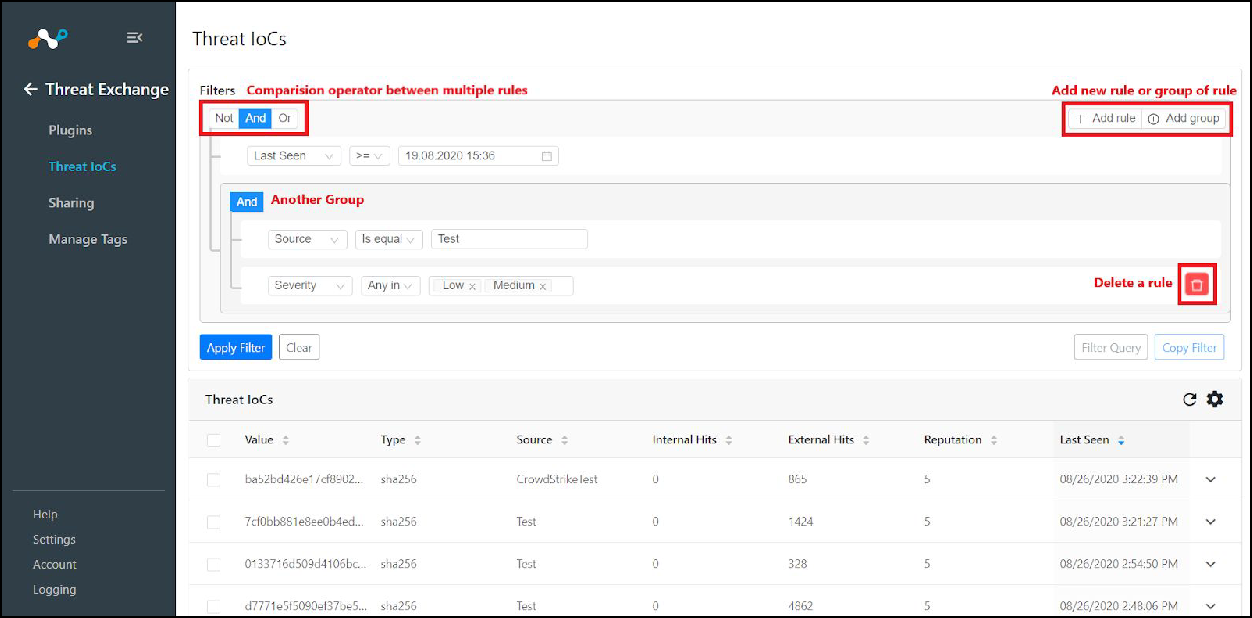 Threat IoCs
Threat Exchange
Plugins
Threat IoCs
Sharing
Manage Tags
Help
Settings
Account
Logging
Filters Comparision operator between multiple rules Add new rule or group of rule
Not And Or Add rule Add group
Last Seen >= 19.08.2020 15:36
And Another Group
Source Is equal Test
Severity Any in Low x Medium x Delete a rule
Apply Filter Clear Filter Query Copy Filter
Threat IoCs
Value Type Source Internal Hits External Hits Reputation Last Seen
ba52bd426e17cf8902... sha256 CrowdStrikeTest 0 865 5 08/26/2020 3:22:39 PM
7cf0bb881e8ee0b4ed... sha256 Test 0 1424 5 08/26/2020 3:21:27 PM
0133716d509d4106bc... sha256 Test 0 328 5 08/26/2020 2:54:50 PM
d7771e5f5090ef37be5... sha256 Test 0 4862 5 08/26/2020 2:48:06 PM